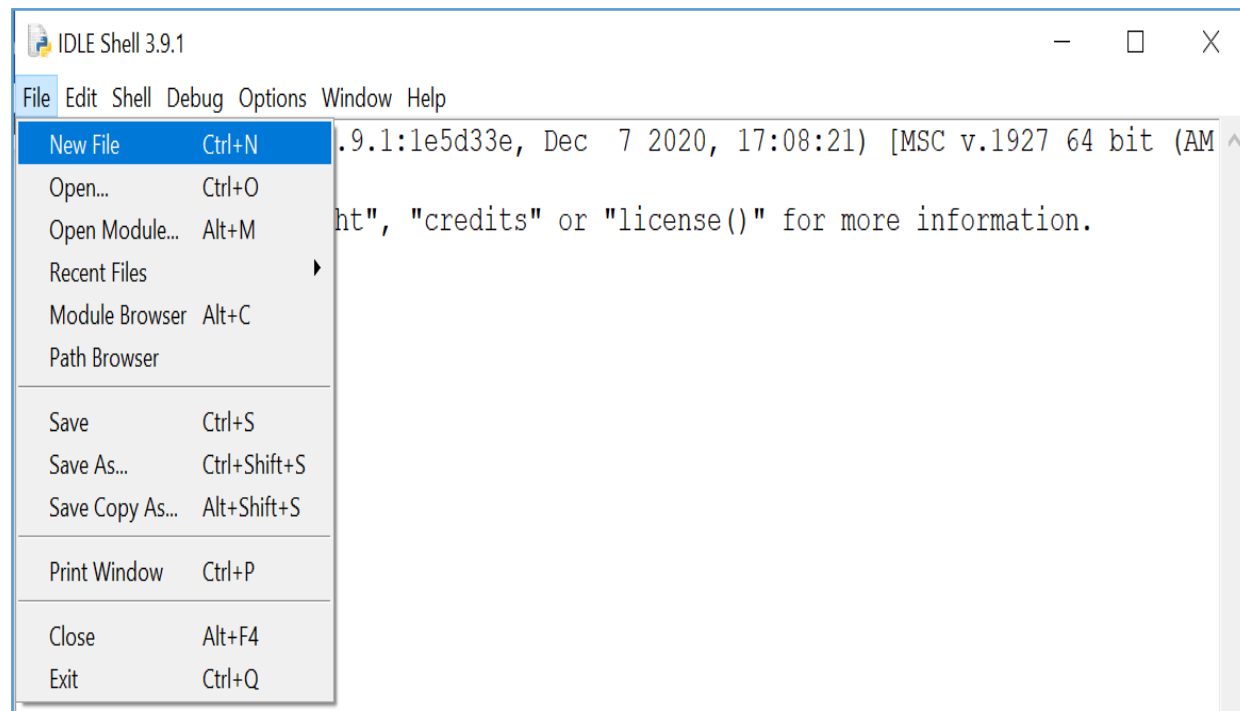 IDLE Shell 3.9.1
File Edit Shell Debug Options Window Help
New File Ctrl+N
.9.1:1e5d33e, Dec 7 2020, 17:08:21) [MSC v.1927 64 bit (AM
Open... Ctrl+O
ht", "credits" or "license()" for more information.
Open Module... Alt+M
Recent Files
Module Browser Alt+C
Path Browser
Save Ctrl+S
Save As... Ctrl+Shift+S
Save Copy As... Alt+Shift+S
Print Window Ctrl+P
Close Alt+F4
Exit Ctrl+Q